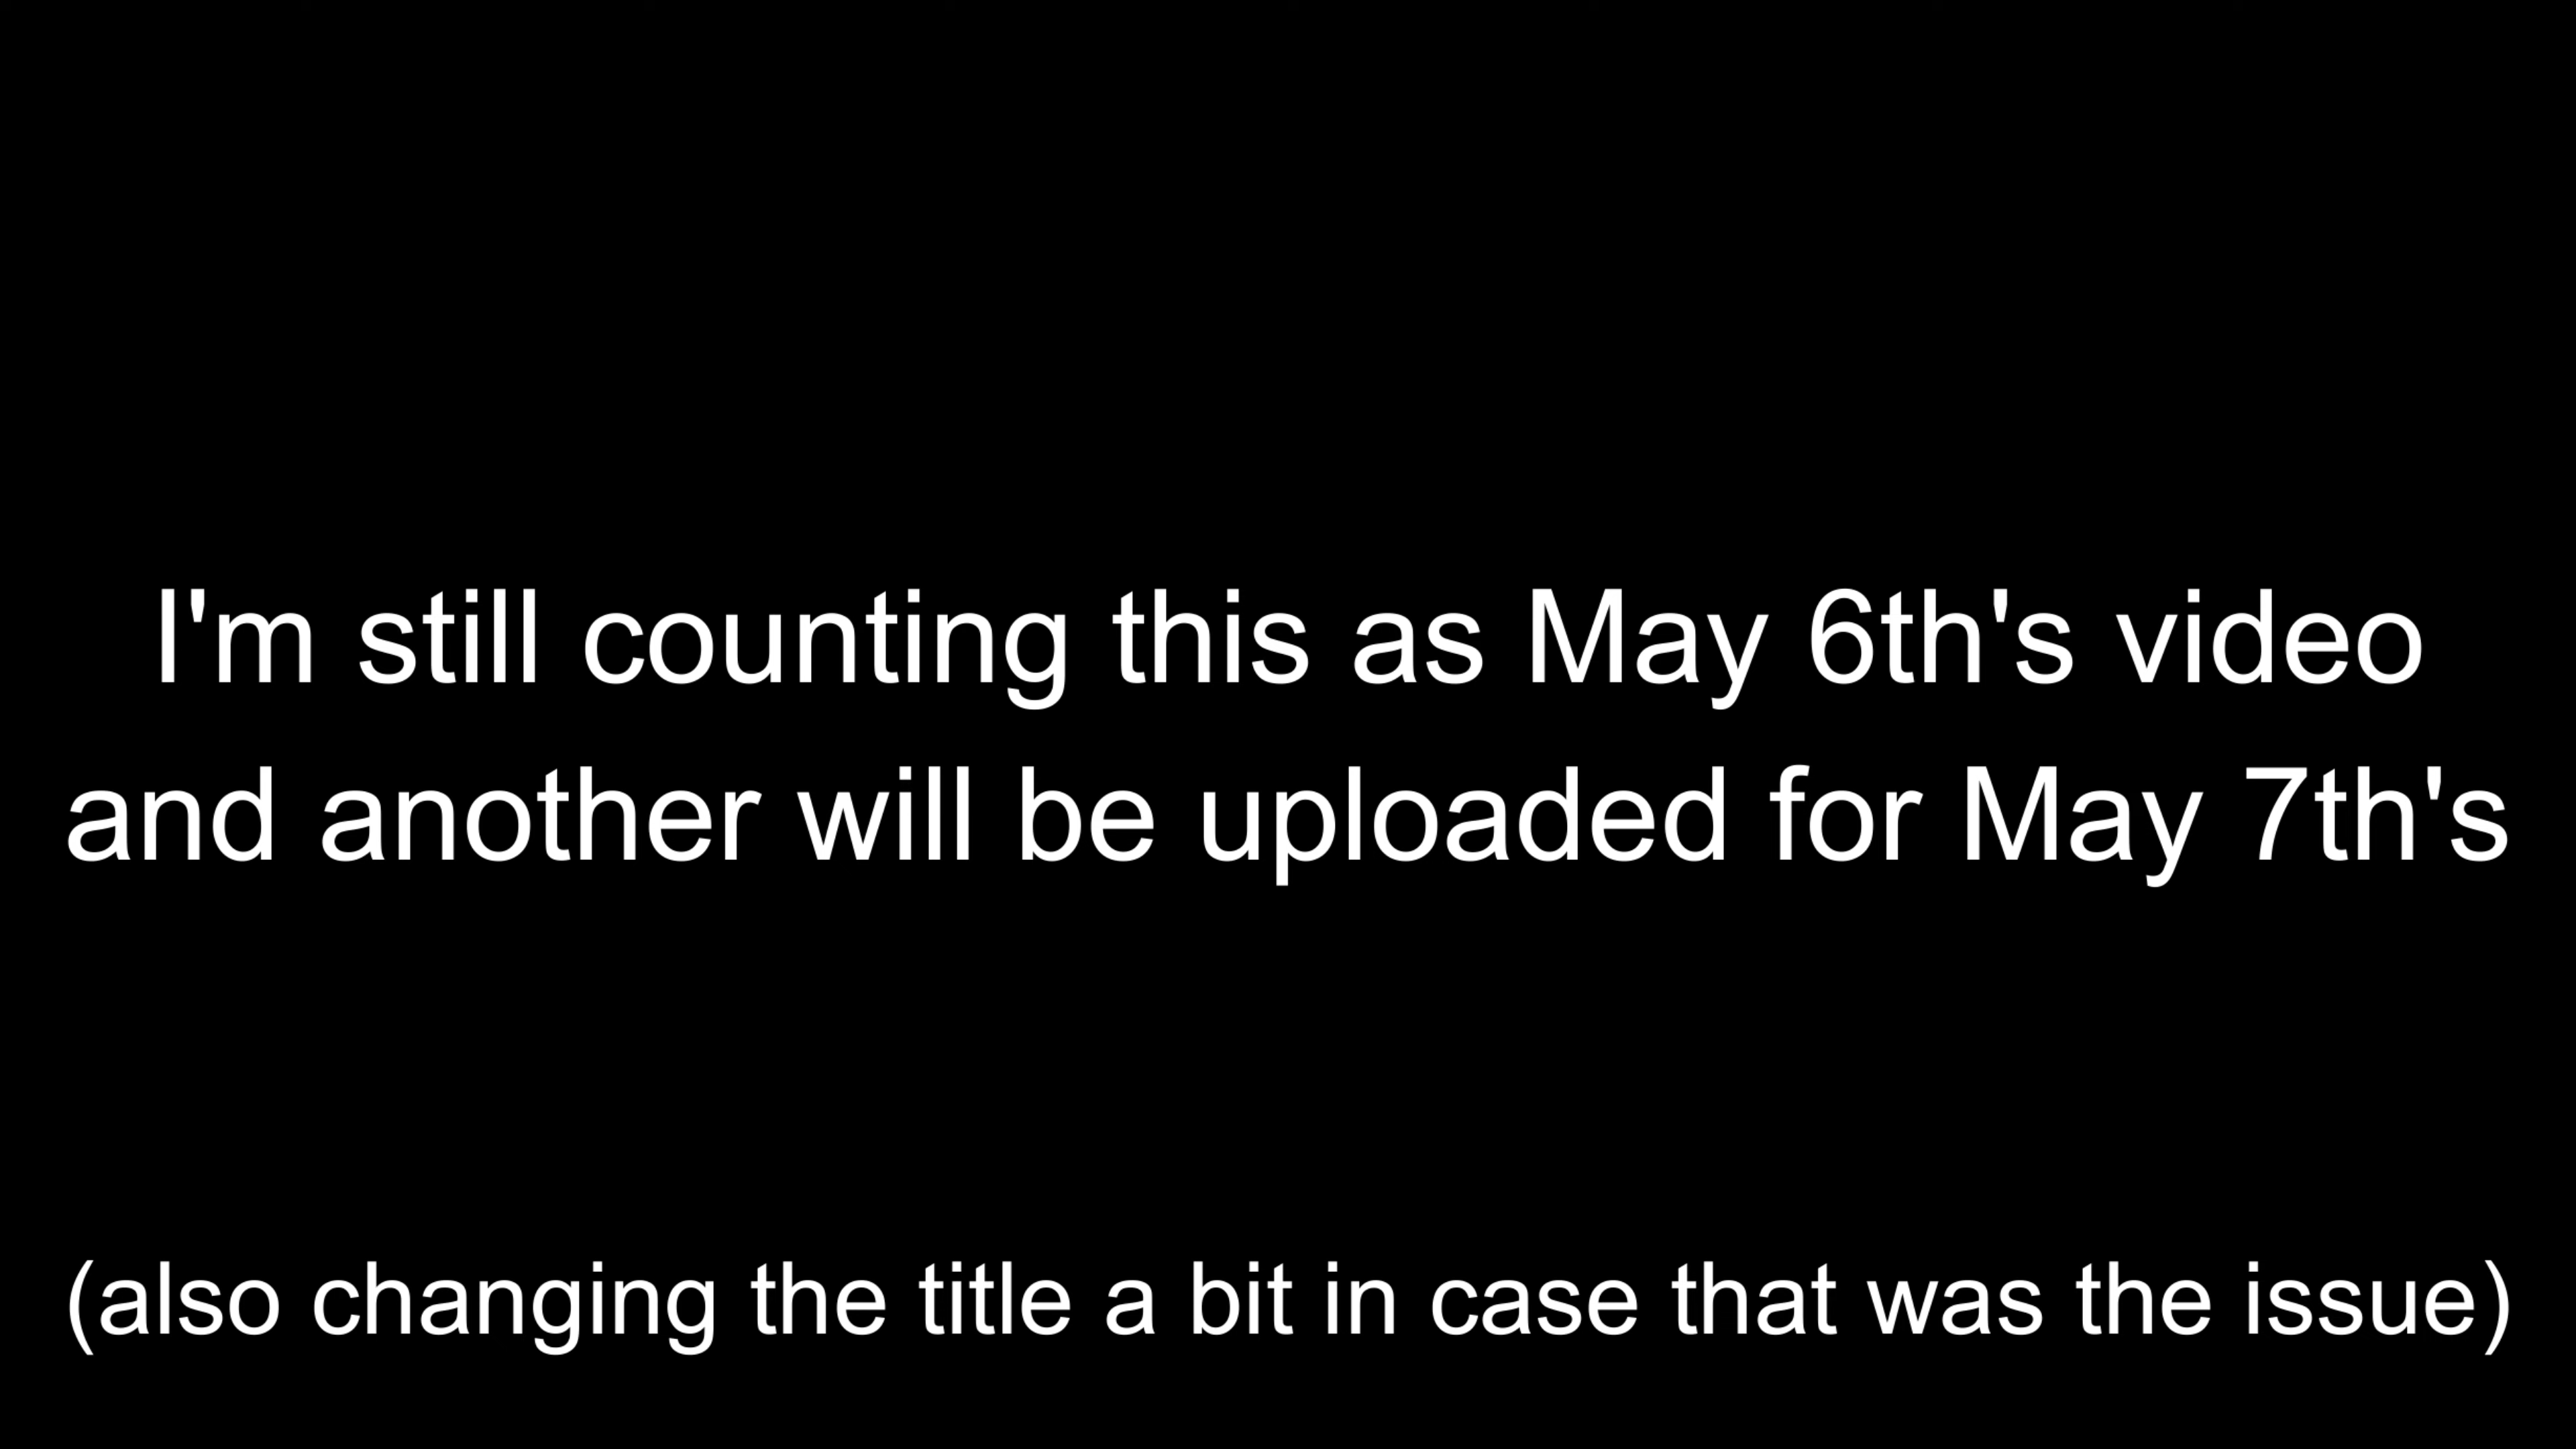 I'm still counting this as May 6th's video
and another will be uploaded for May 7th's
(also changing the title a bit in case that was the issue)